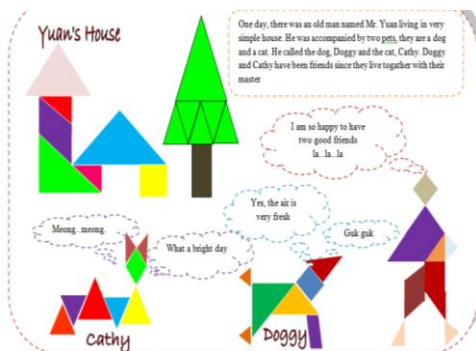 Yuan's House
One day, there was an old man named Mr. Yuan living in very
simple house. He was accompanied by two pets, they are a dog
and a cat. He called the dog, Doggy and the cat, Cathy. Doggy
and Cathy have been friends since they live togather with their
master
I am so happy to have
two good friends
la...la...la
Yes, the air is
very fresh
Guk guk
Meong...meong.
What a bright day
Cathy
Doggy